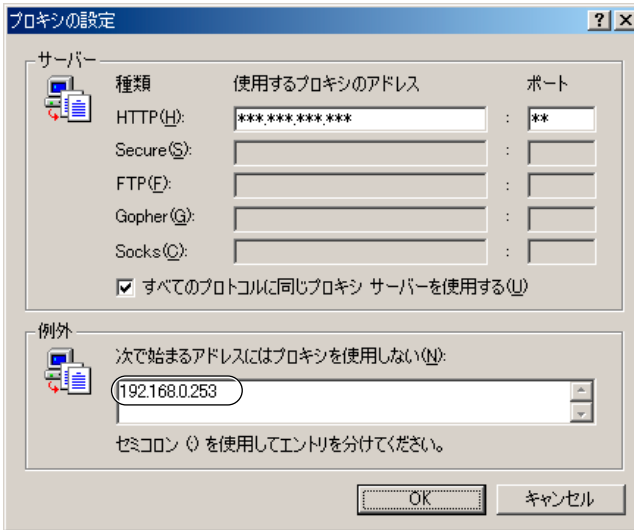 プロキシの設定
サーバー
種類 使用するプロキシのアドレス ポート
HTTP(H): ***.***.***.*** : **
Secure(S): :
FTP(F): :
Gopher(G): :
Socks(C): :
すべてのプロトコルに同じプロキシ サーバーを使用する(U)
例外
次で始まるアドレスにはプロキシを使用しない(N):
192.168.0.253
セミコロン (;) を使用してエントリを分けてください。
OK キャンセル